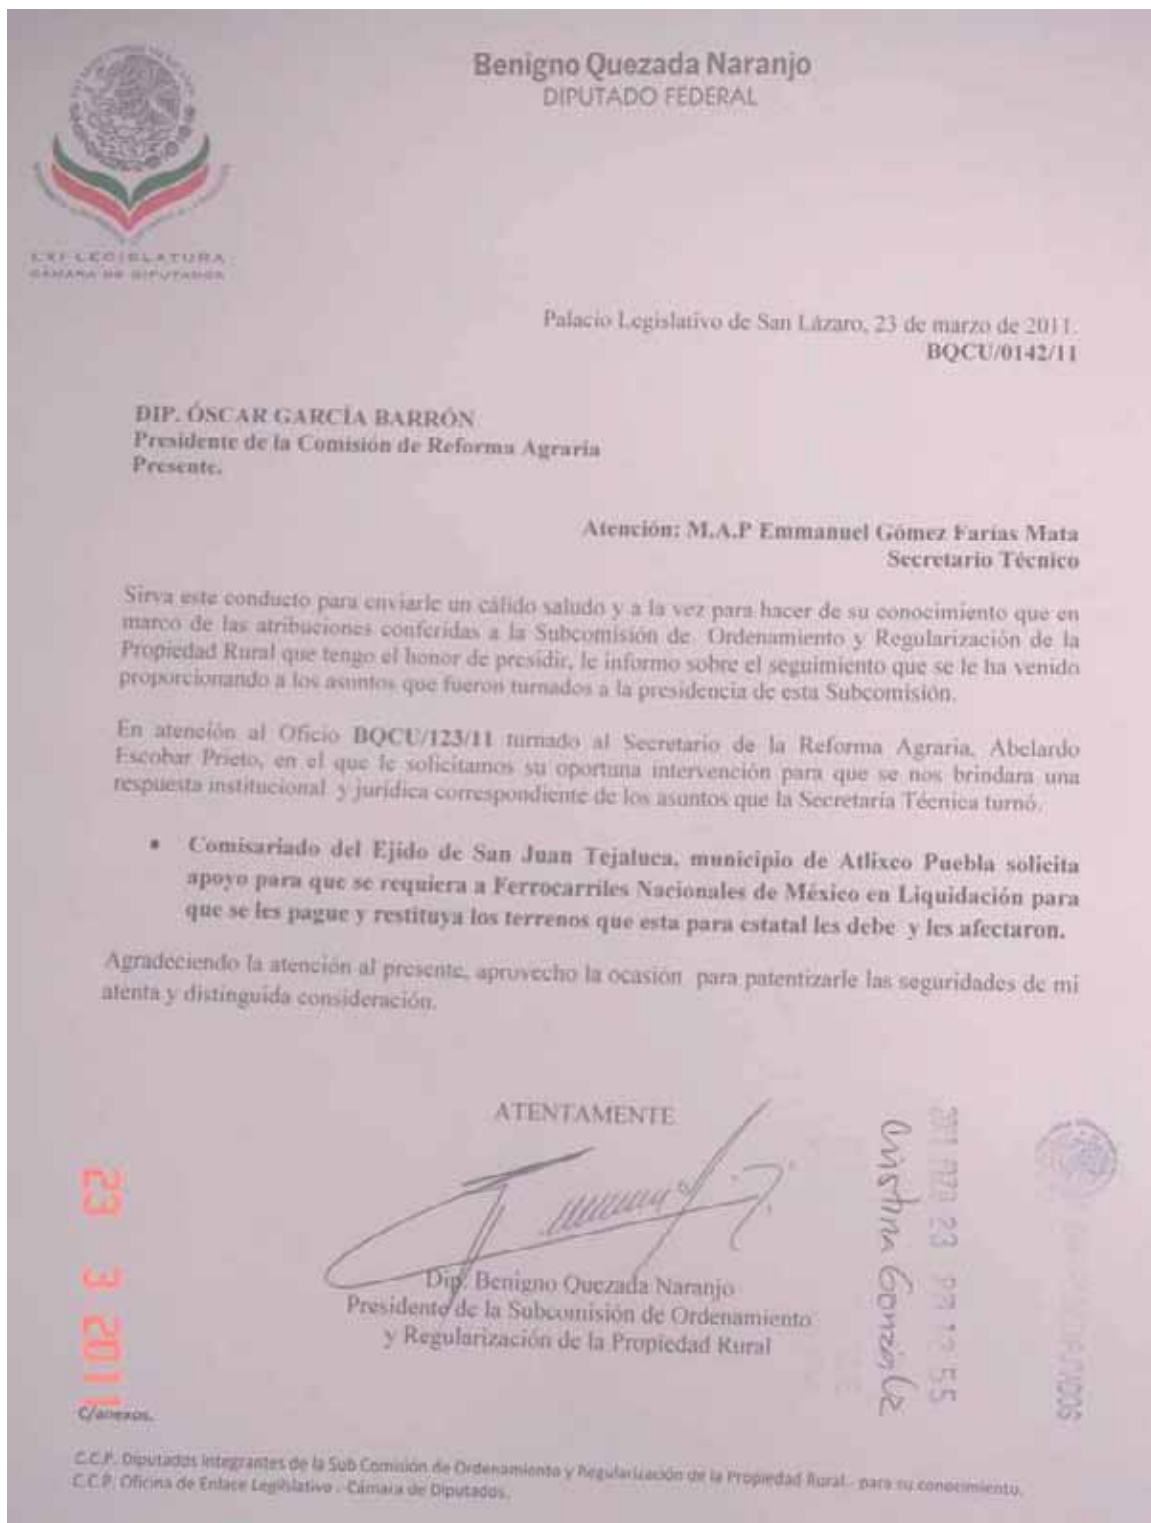 Benigno Quezada Naranjo
DIPUTADO FEDERAL
LXI LEGISLATURA
CÁMARA DE DIPUTADOS
Palacio Legislativo de San Lázaro, 23 de marzo de 2011.
BQCU/0142/11
DIP. ÓSCAR GARCÍA BARRÓN
Presidente de la Comisión de Reforma Agraria
Presente.
Atención: M.A.P Emmanuel Gómez Farías Mata
Secretario Técnico
Sirva este conducto para enviarle un cálido saludo y a la vez para hacer de su conocimiento que en
marco de las atribuciones conferidas a la Subcomisión de Ordenamiento y Regularización de la
Propiedad Rural que tengo el honor de presidir, le informo sobre el seguimiento que se le ha venido
proporcionando a los asuntos que fueron turnados a la presidencia de esta Subcomisión.
En atención al Oficio BQCU/123/11 turnado al Secretario de la Reforma Agraria, Abelardo
Escobar Prieto, en el que le solicitamos su oportuna intervención para que se nos brindara una
respuesta institucional y jurídica correspondiente de los asuntos que la Secretaría Técnica turnó.
• Comisariado del Ejido de San Juan Tejaluca, municipio de Atlixco Puebla solicita
apoyo para que se requiera a Ferrocarriles Nacionales de México en Liquidación para
que se les pague y restituya los terrenos que esta para estatal les debe y les afectaron.
Agradeciendo la atención al presente, aprovecho la ocasión para patentizarle las seguridades de mi
atenta y distinguida consideración.
ATENTAMENTE
Dip. Benigno Quezada Naranjo
Presidente de la Subcomisión de Ordenamiento
y Regularización de la Propiedad Rural
23 3 2011
Cristina González
C/anexos.
C.C.P. Diputados Integrantes de la Sub Comisión de Ordenamiento y Regularización de la Propiedad Rural.- para su conocimiento.
C.C.P. Oficina de Enlace Legislativo .-Cámara de Diputados.